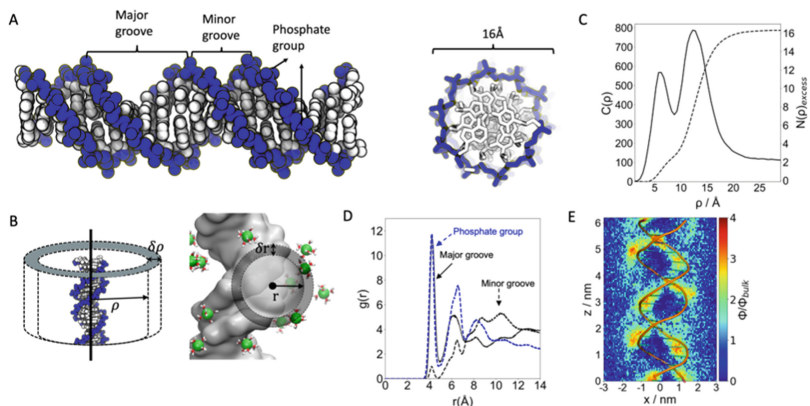 A
Major
groove
Minor
groove
Phosphate
group
16Å
C
C(ρ)
800
700
600
500
400
300
200
100
0
5 10 15 20 25
ρ / Å
16
14
12
10
8
6
4
2
0
N(ρ)excess
B
δρ
ρ
δr
r
D
g(r)
12
10
8
6
4
2
0
0 2 4 6 8 10 12 14
r(Å)
Phosphate group
Major groove
Minor groove
E
z / nm
6
5
4
3
2
1
0
-3 -2 -1 0 1 2 3
x / nm
4
3
2
1
0
Φ/Φbulk